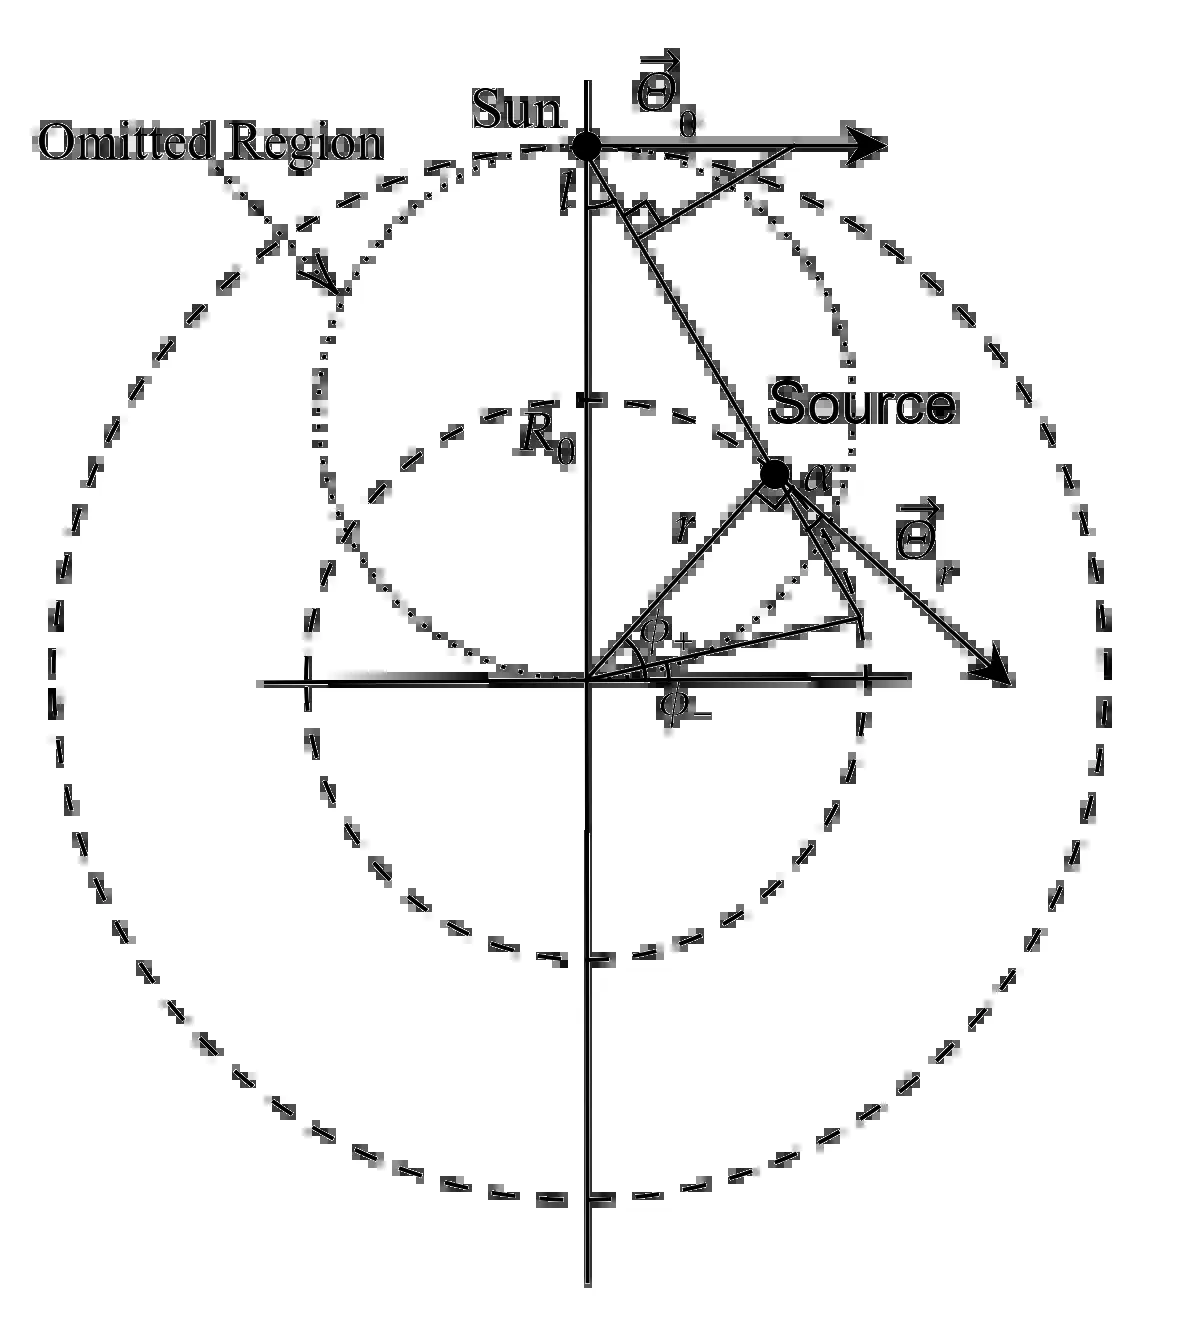 Θ⃗₀
Sun
Omitted Region
l
Source
R₀
α
r
Θ⃗ᵣ
ϕ₊
ϕ₋